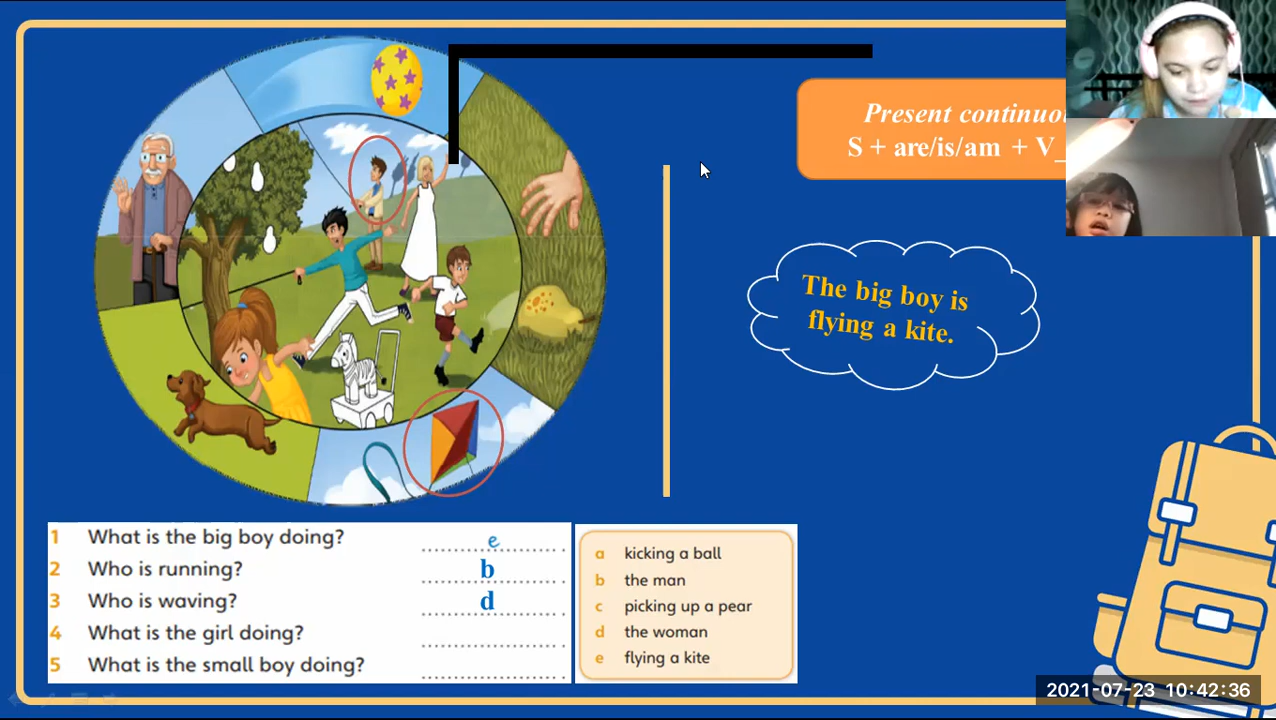 Present continuo
S + are/is/am + V_
The big boy is
flying a kite.
1 What is the big boy doing? e
2 Who is running? b
3 Who is waving? d
4 What is the girl doing?
5 What is the small boy doing?
a kicking a ball
b the man
c picking up a pear
d the woman
e flying a kite
2021-07-23 10:42:36